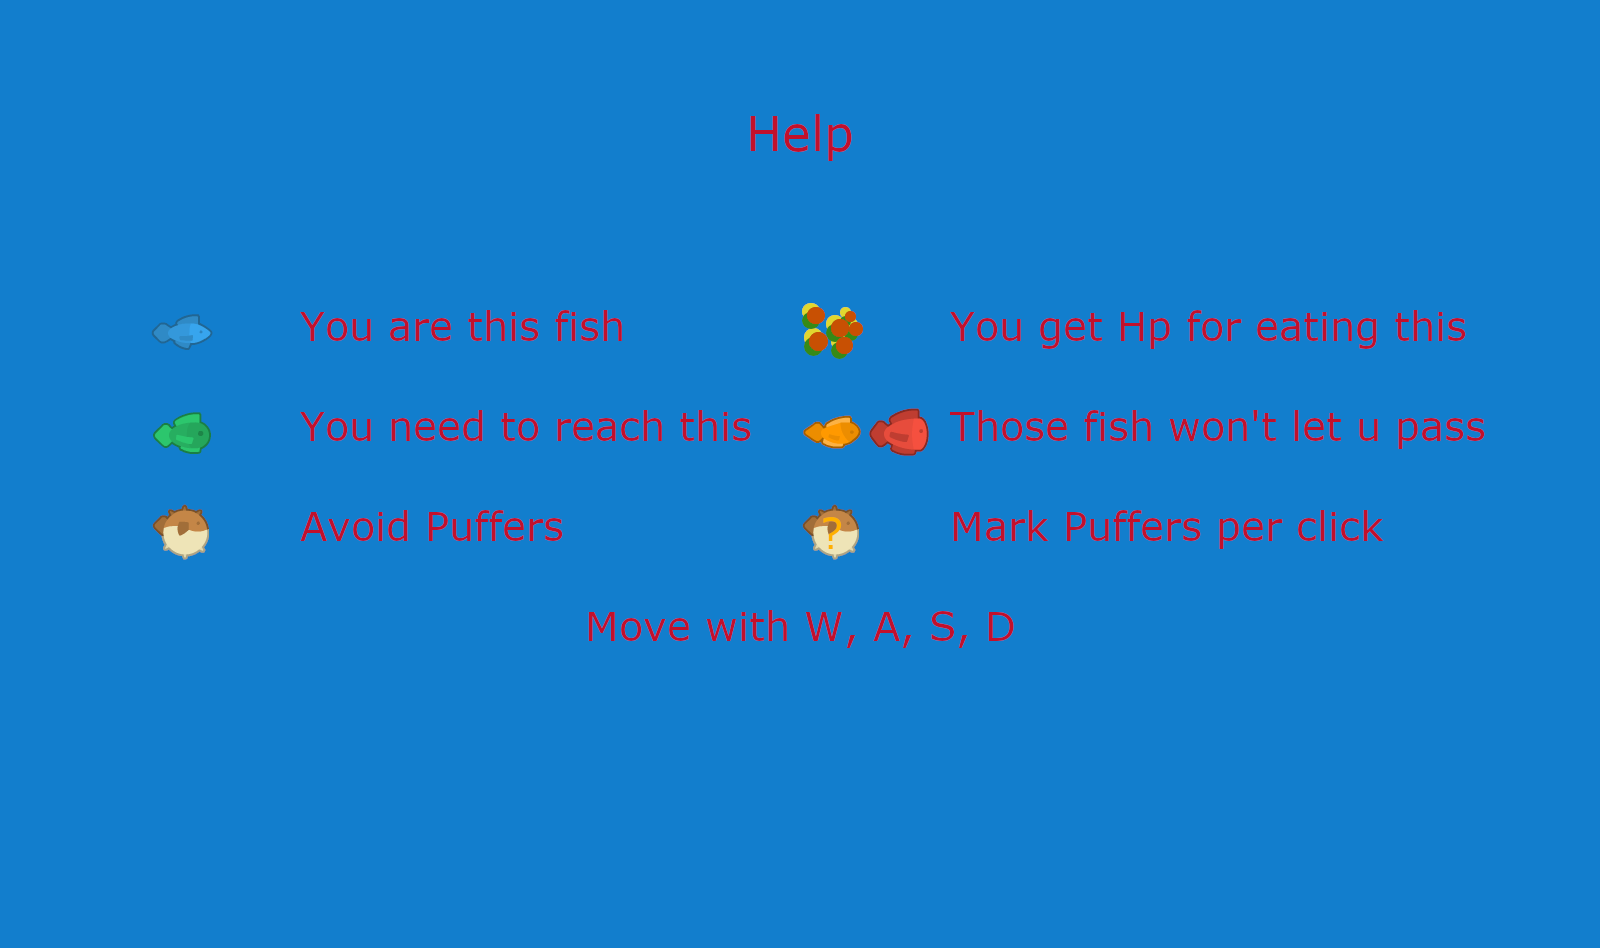 Help
You are this fish
You get Hp for eating this
You need to reach this
Those fish won't let u pass
Avoid Puffers
?
Mark Puffers per click
Move with W, A, S, D